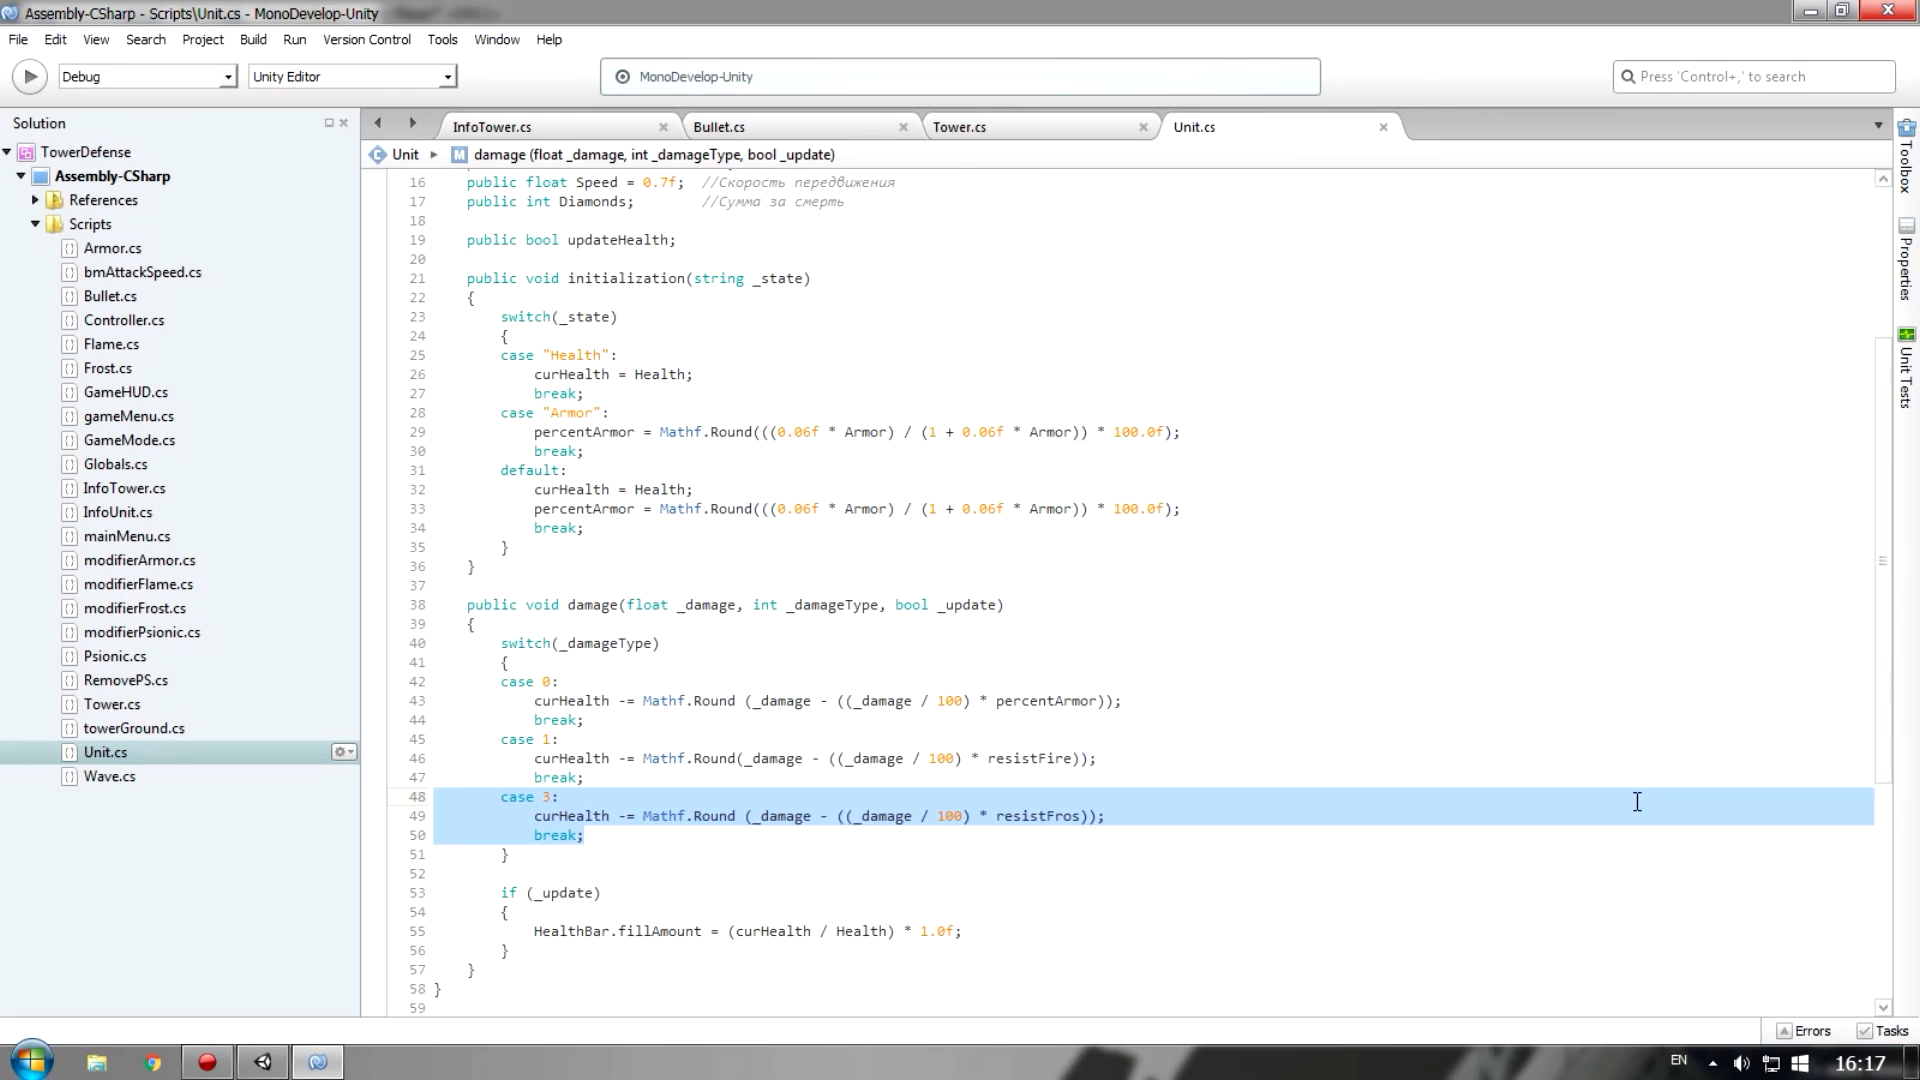 Assembly-CSharp - Scripts\Unit.cs - MonoDevelop-Unity
File Edit View Search Project Build Run Version Control Tools Window Help
Debug Unity Editor MonoDevelop-Unity Press 'Control+,' to search
Solution
TowerDefense
Assembly-CSharp
References
Scripts
Armor.cs
bmAttackSpeed.cs
Bullet.cs
Controller.cs
Flame.cs
Frost.cs
GameHUD.cs
gameMenu.cs
GameMode.cs
Globals.cs
InfoTower.cs
InfoUnit.cs
mainMenu.cs
modifierArmor.cs
modifierFlame.cs
modifierFrost.cs
modifierPsionic.cs
Psionic.cs
RemovePS.cs
Tower.cs
towerGround.cs
Unit.cs
Wave.cs
InfoTower.cs Bullet.cs Tower.cs Unit.cs
Unit M damage (float _damage, int _damageType, bool _update)
16 public float Speed = 0.7f; //Скорость передвижения
17 public int Diamonds; //Сумма за смерть
18
19 public bool updateHealth;
20
21 public void initialization(string _state)
22 {
23 switch(_state)
24 {
25 case "Health":
26 curHealth = Health;
27 break;
28 case "Armor":
29 percentArmor = Mathf.Round(((0.06f * Armor) / (1 + 0.06f * Armor)) * 100.0f);
30 break;
31 default:
32 curHealth = Health;
33 percentArmor = Mathf.Round(((0.06f * Armor) / (1 + 0.06f * Armor)) * 100.0f);
34 break;
35 }
36 }
37
38 public void damage(float _damage, int _damageType, bool _update)
39 {
40 switch(_damageType)
41 {
42 case 0:
43 curHealth -= Mathf.Round (_damage - ((_damage / 100) * percentArmor));
44 break;
45 case 1:
46 curHealth -= Mathf.Round(_damage - ((_damage / 100) * resistFire));
47 break;
48 case 3:
49 curHealth -= Mathf.Round (_damage - ((_damage / 100) * resistFros));
50 break;
51 }
52
53 if (_update)
54 {
55 HealthBar.fillAmount = (curHealth / Health) * 1.0f;
56 }
57 }
58 }
59
Toolbox
Properties
Unit Tests
Errors Tasks
EN 16:17